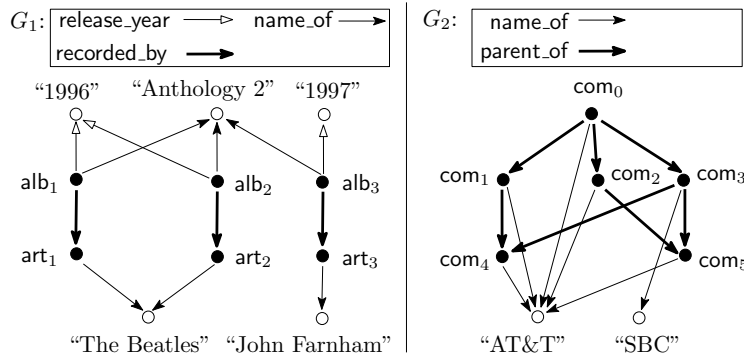 G₁: release_year name_of
recorded_by
"1996" "Anthology 2" "1997"
alb₁ alb₂ alb₃
art₁ art₂ art₃
"The Beatles" "John Farnham"
G₂: name_of
parent_of
com₀
com₁ com₂ com₃
com₄ com₅
"AT&T" "SBC"